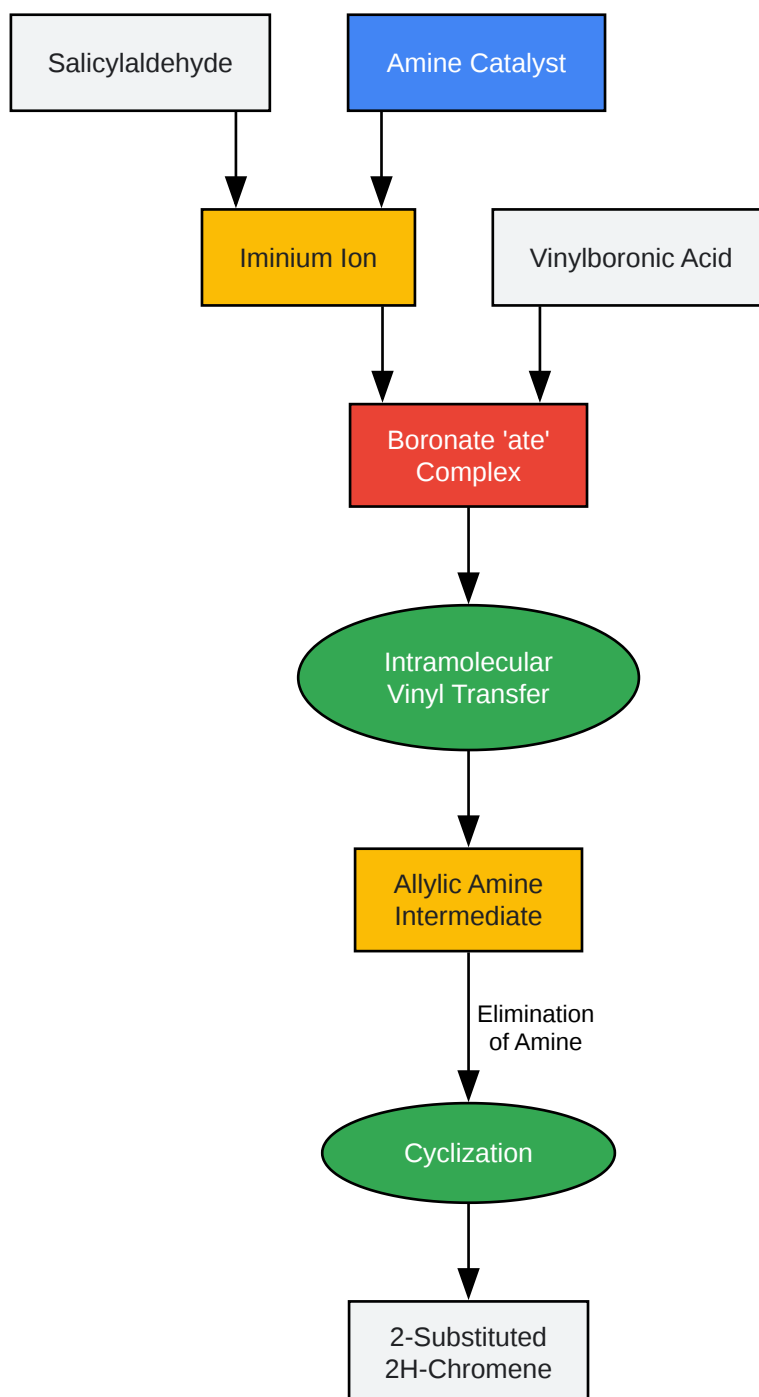 Salicylaldehyde
Amine Catalyst
Iminium Ion
Vinylboronic Acid
Boronate 'ate'
Complex
Intramolecular
Vinyl Transfer
Allylic Amine
Intermediate
Elimination
of Amine
Cyclization
2-Substituted
2H-Chromene